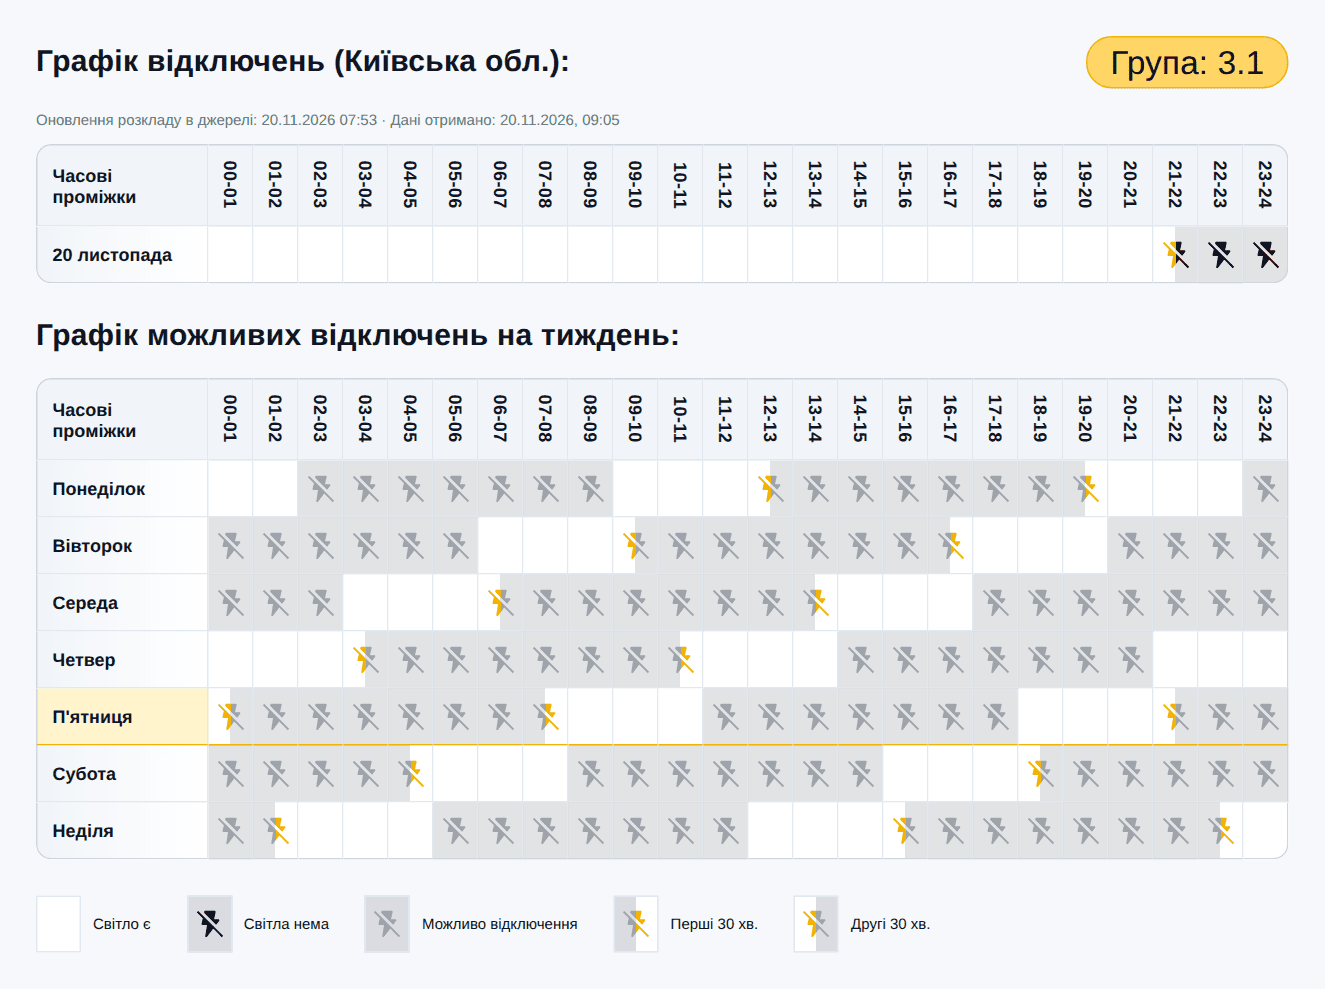 Графік відключень (Київська обл.):
Група: 3.1
Оновлення розкладу в джерелі: 20.11.2026 07:53 · Дані отримано: 20.11.2026, 09:05
Часові
проміжки
00-01
01-02
02-03
03-04
04-05
05-06
06-07
07-08
08-09
09-10
10-11
11-12
12-13
13-14
14-15
15-16
16-17
17-18
18-19
19-20
20-21
21-22
22-23
23-24
20 листопада
Графік можливих відключень на тиждень:
Часові
проміжки
00-01
01-02
02-03
03-04
04-05
05-06
06-07
07-08
08-09
09-10
10-11
11-12
12-13
13-14
14-15
15-16
16-17
17-18
18-19
19-20
20-21
21-22
22-23
23-24
Понеділок
Вівторок
Середа
Четвер
П'ятниця
Субота
Неділя
Світло є
Світла нема
Можливо відключення
Перші 30 хв.
Другі 30 хв.